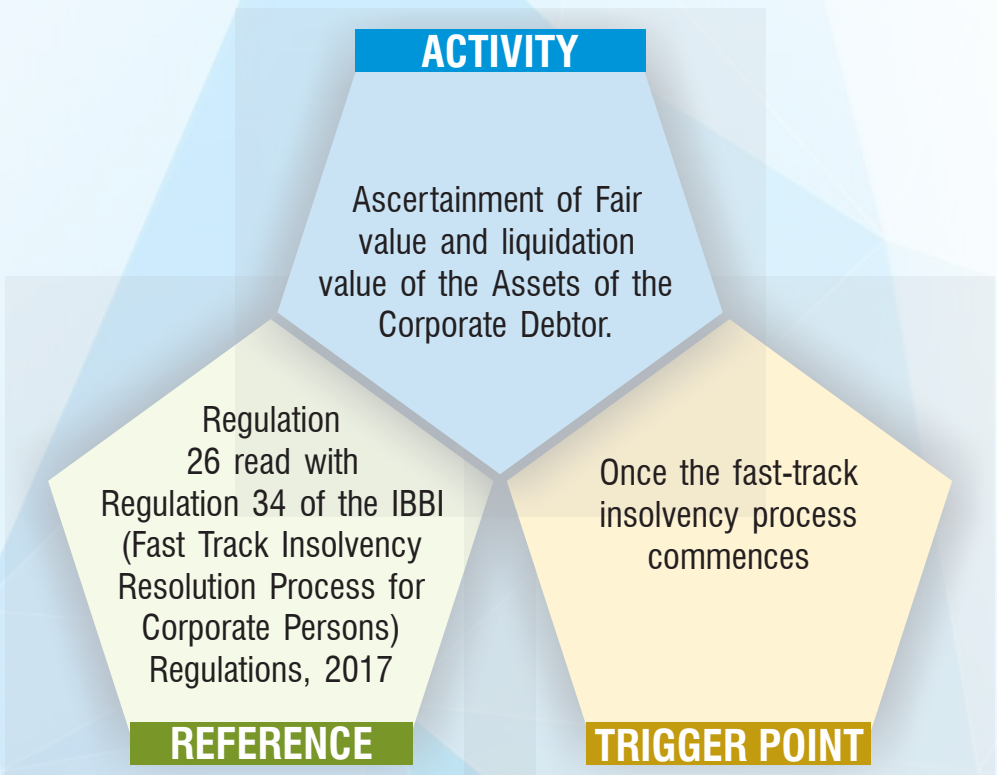 ACTIVITY
Ascertainment of Fair
value and liquidation
value of the Assets of the
Corporate Debtor.
Regulation
26 read with
Regulation 34 of the IBBI
(Fast Track Insolvency
Resolution Process for
Corporate Persons)
Regulations, 2017
REFERENCE
Once the fast-track
insolvency process
commences
TRIGGER POINT